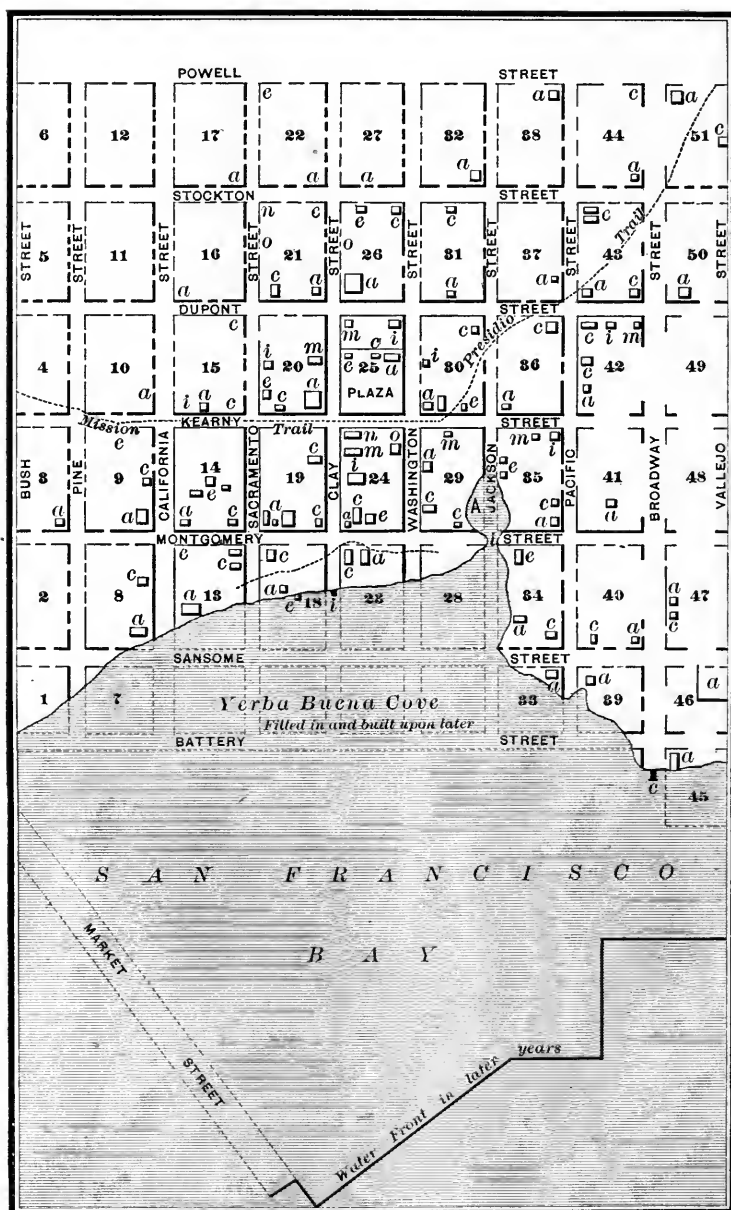 POWELL STREET
e a c a
6 12 17 22 27 32 38 44 51 c
a a a a a
STOCKTON STREET
n c e c c c
STREET STREET STREET STREET STREET STREET STREET STREET
o o Trail
5 11 16 21 26 31 37 43 50
a c a a a a a c a
DUPONT STREET
c m i c c c i m
i m c i Presidio
4 10 15 20 25 30 36 42 49
e e a c
a PLAZA
i a c c a a c a a
Mission KEARNY Trail STREET
e n o m m i
c c m
i a e
BUSH PINE CALIFORNIA SACRAMENTO CLAY WASHINGTON JACKSON PACIFIC BROADWAY VALLEJO
3 9 14 19 24 29 35 41 48
e A c c
a a a c a c a c e c a a
MONTGOMERY i STREET
c c c a e
c c
2 8 13 18 23 28 34 40 47
c a a e i a
a a c c a c
SANSOME STREET
1 7 Yerba Buena Cove 33 39 46
a a a
Filled in and built upon later
BATTERY STREET
a
c 45
SAN FRANCISCO
BAY
MARKET
STREET
Water Front in later years